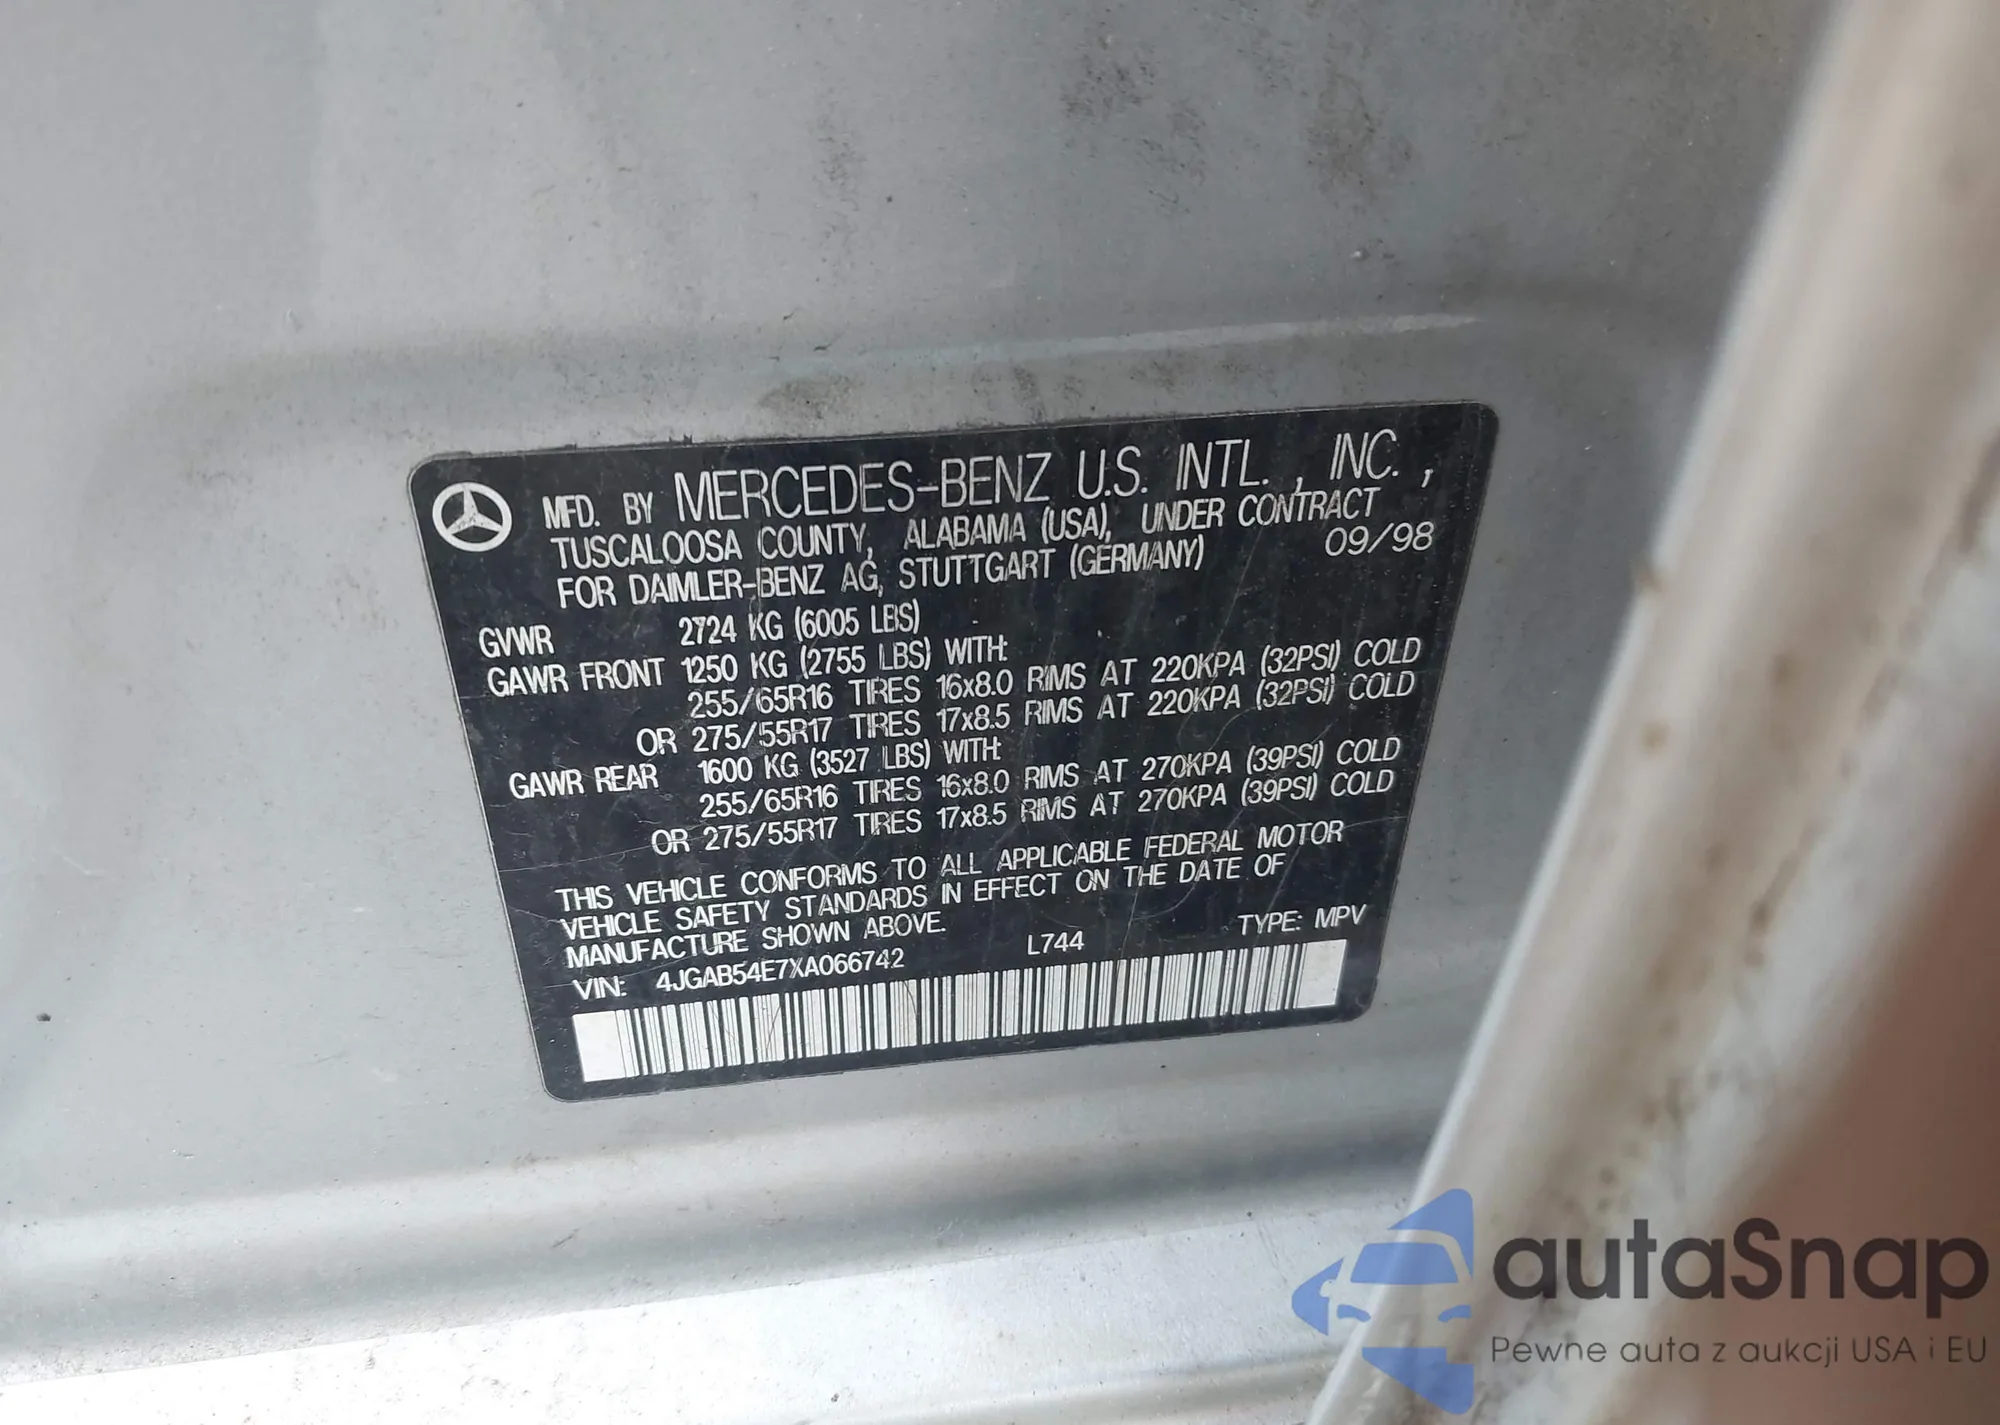 MFD. BY MERCEDES-BENZ U.S. INTL., INC.,
TUSCALOOSA COUNTY, ALABAMA (USA), UNDER CONTRACT
FOR DAIMLER-BENZ AG, STUTTGART (GERMANY) 09/98
GVWR 2724 KG (6005 LBS)
GAWR FRONT 1250 KG (2755 LBS) WITH:
255/65R16 TIRES 16x8.0 RIMS AT 220KPA (32PSI) COLD
OR 275/55R17 TIRES 17x8.5 RIMS AT 220KPA (32PSI) COLD
GAWR REAR 1600 KG (3527 LBS) WITH:
255/65R16 TIRES 16x8.0 RIMS AT 270KPA (39PSI) COLD
OR 275/55R17 TIRES 17x8.5 RIMS AT 270KPA (39PSI) COLD
THIS VEHICLE CONFORMS TO ALL APPLICABLE FEDERAL MOTOR
VEHICLE SAFETY STANDARDS IN EFFECT ON THE DATE OF
MANUFACTURE SHOWN ABOVE.
VIN: 4JGAB54E7XA066742 L744 TYPE: MPV
autaSnap
Pewne auta z aukcji USA i EU